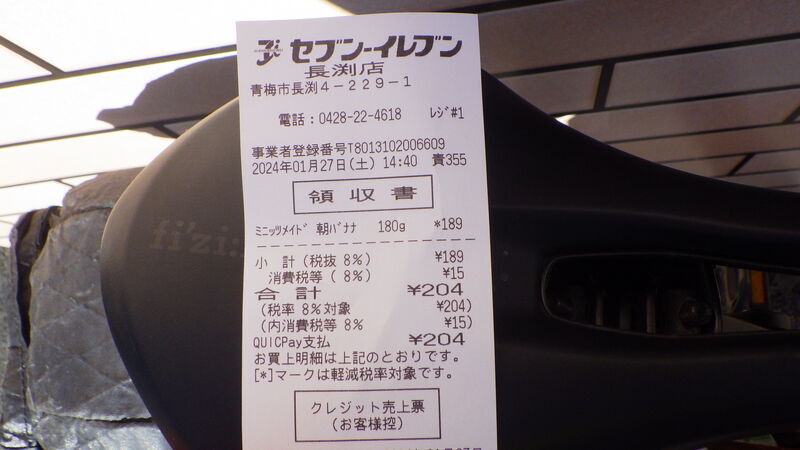 セブン-イレブン
長渕店
青梅市長渕4-229-1
電話:0428-22-4618 レジ#1
事業者登録番号T8013102006609
2024年01月27日(土) 14:40 責355
領収書
ミニッツメイド 朝バナナ 180g *189
小計(税抜 8%) ¥189
消費税等( 8%) ¥15
合計 ¥204
(税率 8%対象 ¥204)
(内消費税等 8% ¥15)
QUICPay支払 ¥204
お買上明細は上記のとおりです。
[*]マークは軽減税率対象です。
クレジット売上票
(お客様控)
fi'zi: